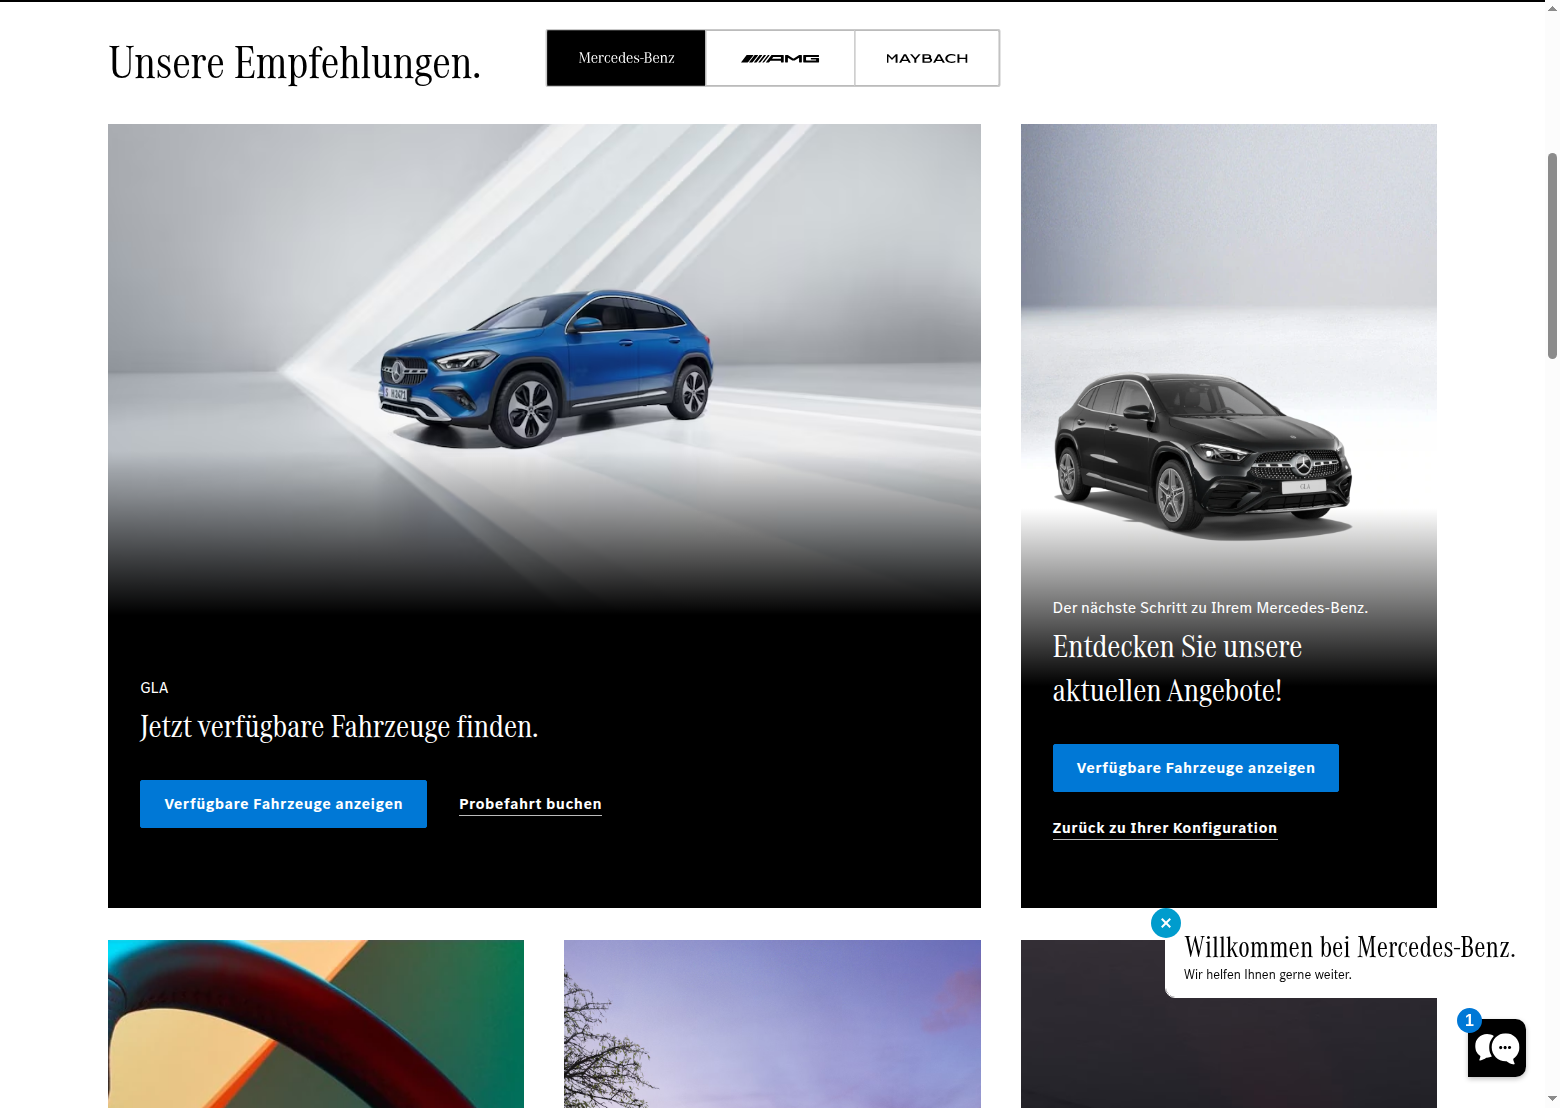 Unsere Empfehlungen.
Mercedes-Benz
AMG
MAYBACH
GLA
Jetzt verfügbare Fahrzeuge finden.
Verfügbare Fahrzeuge anzeigen
Probefahrt buchen
GLA
Der nächste Schritt zu Ihrem Mercedes-Benz.
Entdecken Sie unsere
aktuellen Angebote!
Verfügbare Fahrzeuge anzeigen
Zurück zu Ihrer Konfiguration
Willkommen bei Mercedes-Benz.
Wir helfen Ihnen gerne weiter.
1